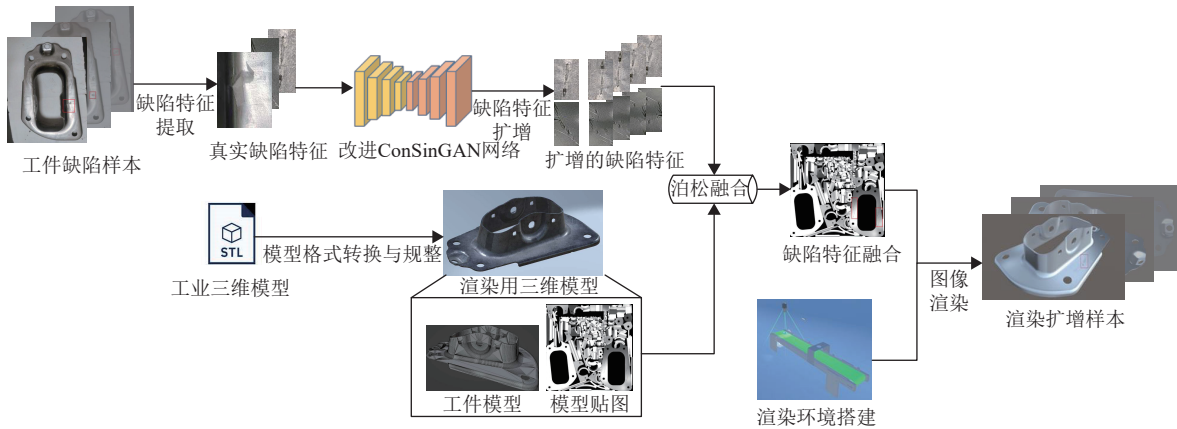 缺陷特征
提取
工件缺陷样本
真实缺陷特征
改进ConSinGAN网络
缺陷特征
扩增
扩增的缺陷特征
泊松融合
STL
模型格式转换与规整
工业三维模型
渲染用三维模型
工件模型
模型贴图
缺陷特征融合
渲染环境搭建
图像
渲染
渲染扩增样本